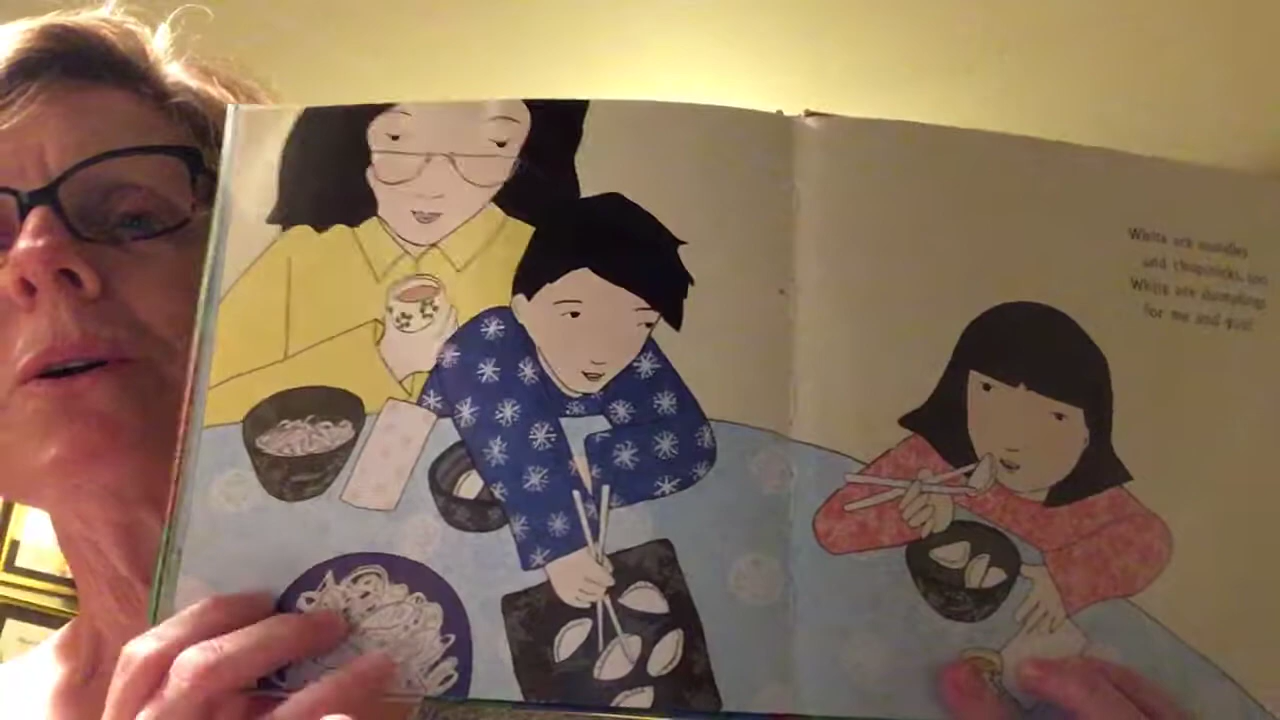 White are noodles
and chopsticks, too.
White are dumplings
for me and you!